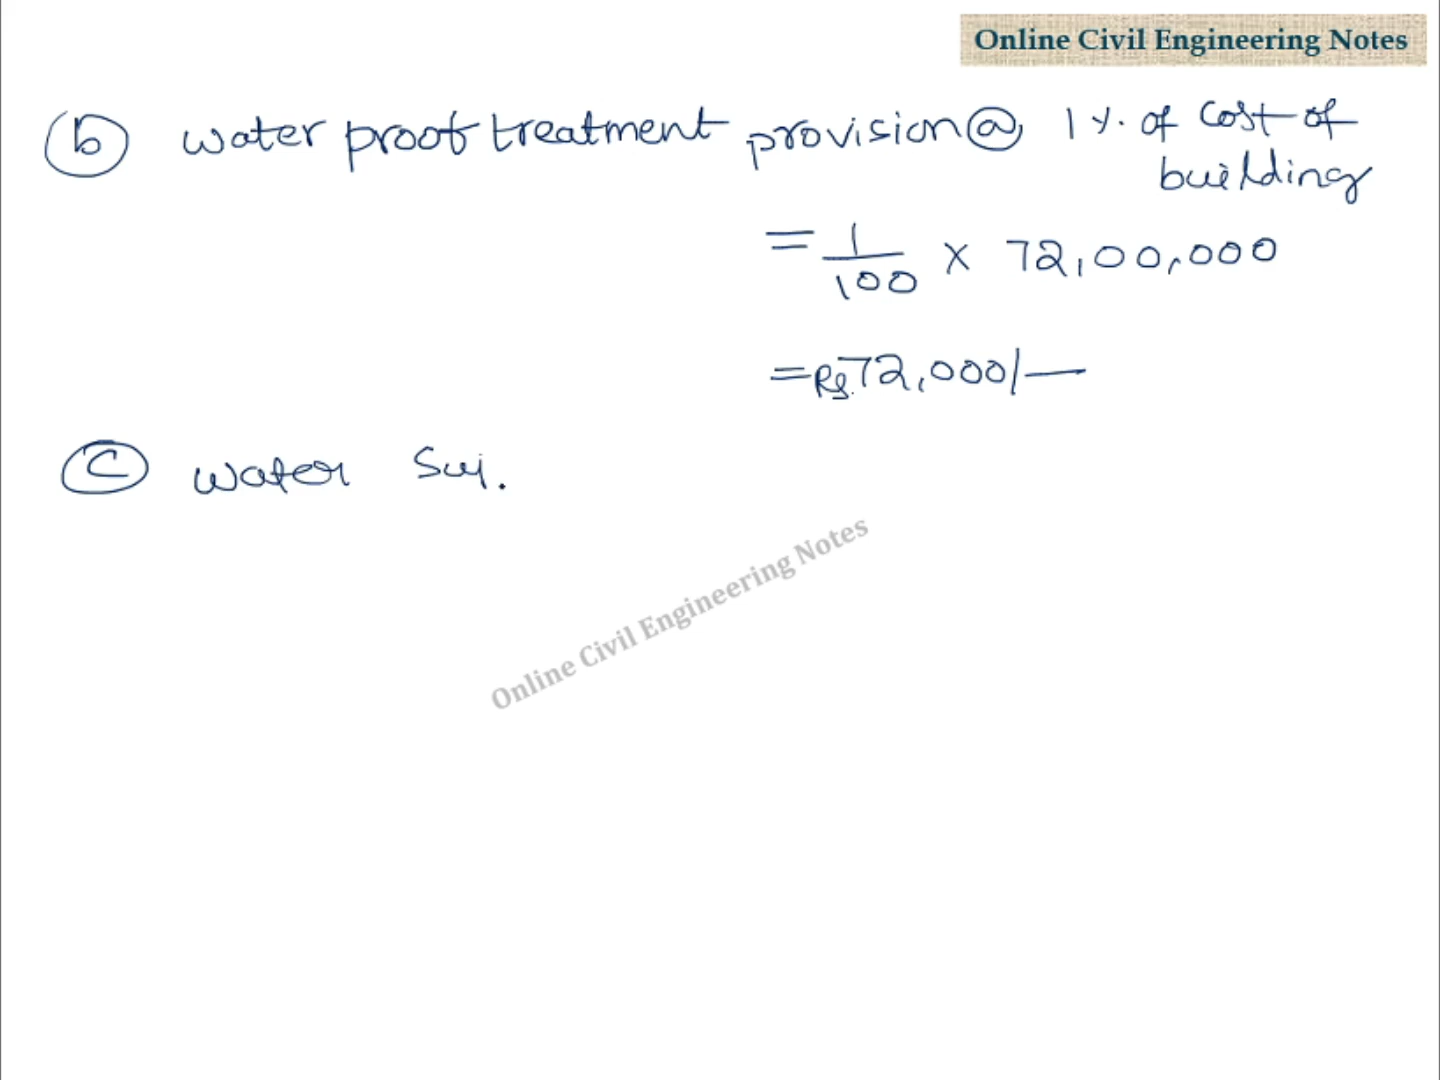 Online Civil Engineering Notes
(b) water proof treatment provision @ 1 %. of cost of
building
= 1/100 × 72,00,000
= Rs.72,000/-
(c) water
Online Civil Engineering Notes